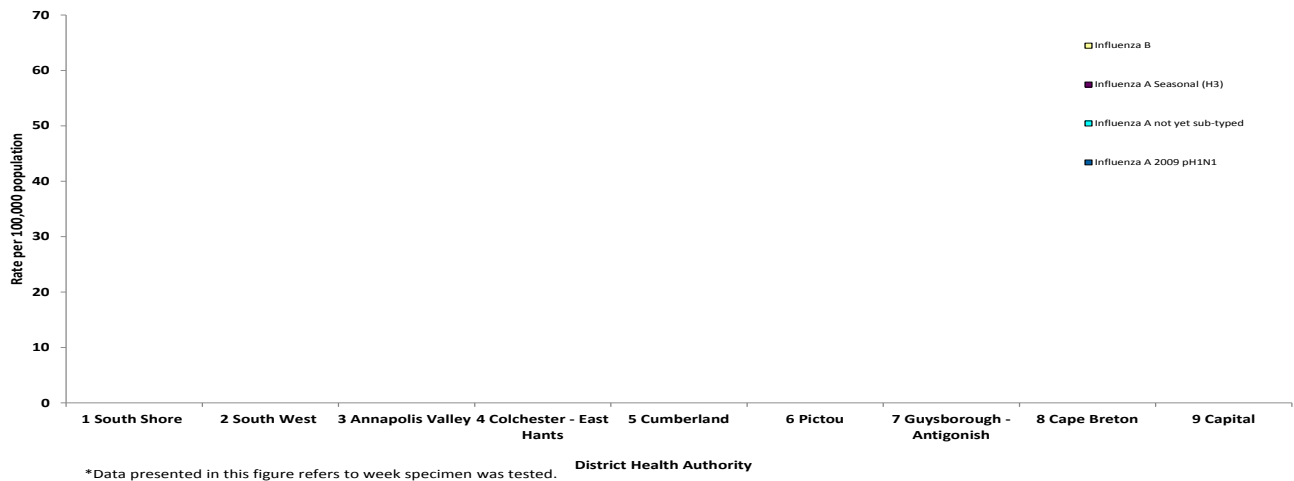 70
60
50
40
30
20
10
0
Rate per 100,000 population
Influenza B
Influenza A Seasonal (H3)
Influenza A not yet sub-typed
Influenza A 2009 pH1N1
1 South Shore
2 South West
3 Annapolis Valley
4 Colchester - East
Hants
5 Cumberland
6 Pictou
7 Guysborough -
Antigonish
8 Cape Breton
9 Capital
District Health Authority
*Data presented in this figure refers to week specimen was tested.